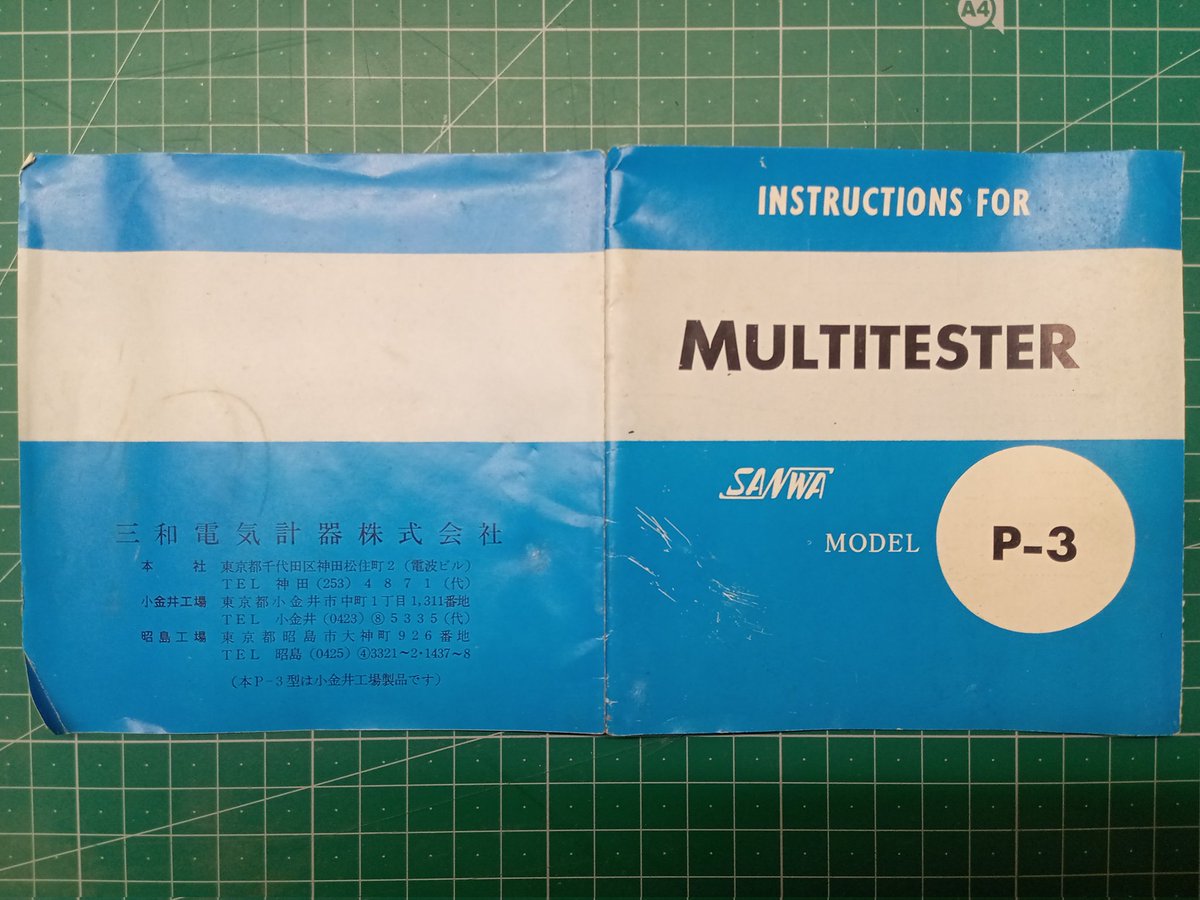 A4
INSTRUCTIONS FOR
MULTITESTER
SANWA
MODEL P-3
三和電気計器株式会社
本社 東京都千代田区神田松住町2（電波ビル）
TEL 神田（253）4871（代）
小金井工場 東京都小金井市中町1丁目1,311番地
TEL 小金井（0423）⑧5335（代）
昭島工場 東京都昭島市大神町926番地
TEL 昭島（0425）④3321〜2・1437〜8
（本P-3型は小金井工場製品です）